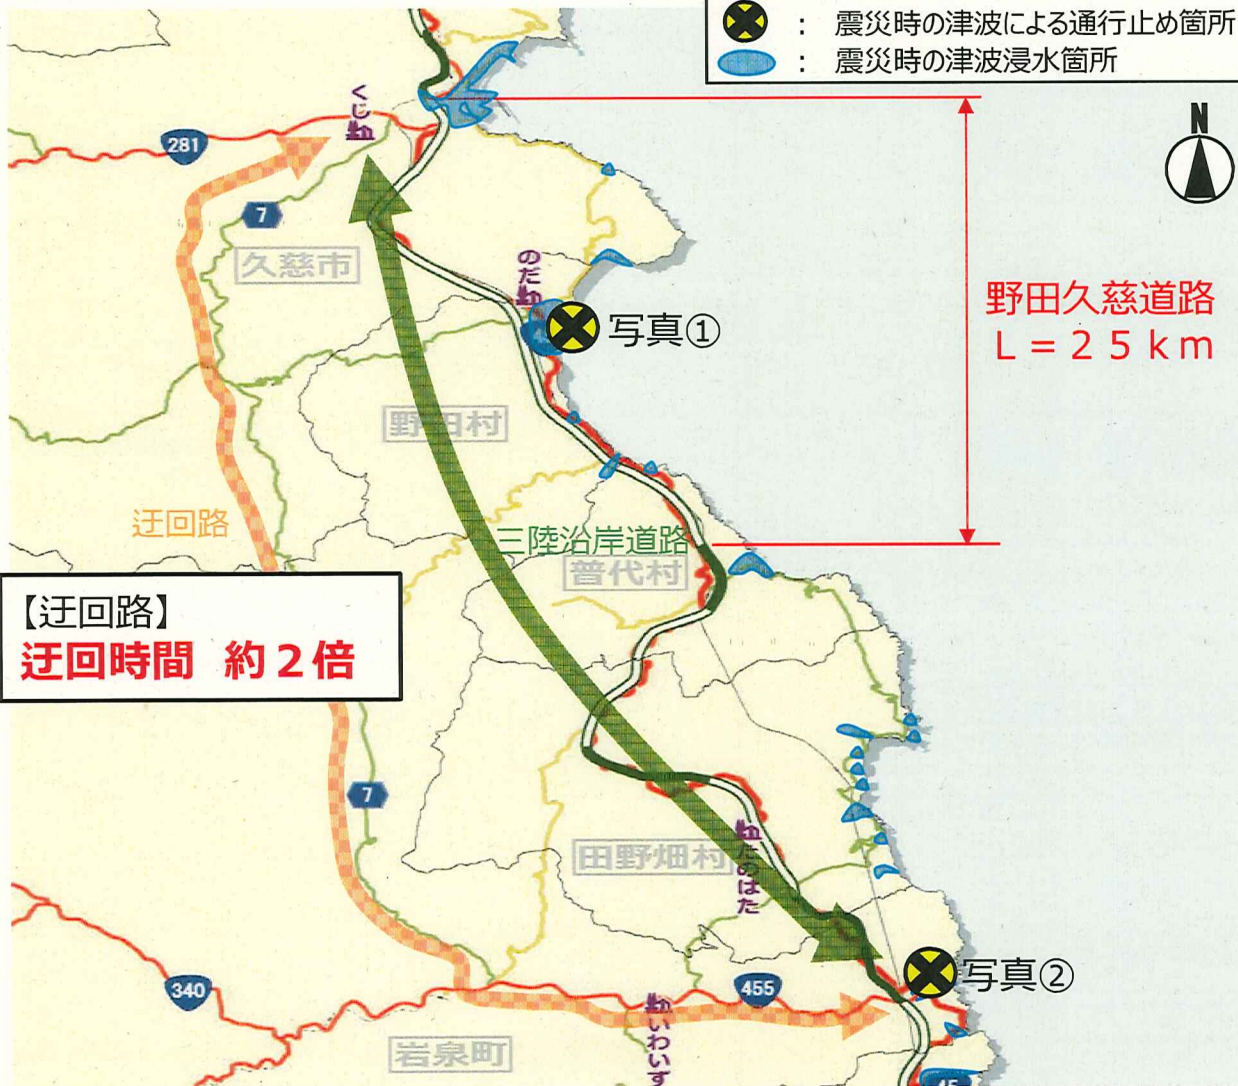 ： 震災時の津波による通行止め箇所
： 震災時の津波浸水箇所
N
くじ
281
7
久慈市
のだ
写真①
野田久慈道路
L＝25km
野田村
迂回路
三陸沿岸道路
普代村
【迂回路】
迂回時間 約2倍
7
田野畑村
たのはた
写真②
340
455
いわいず
岩泉町
45